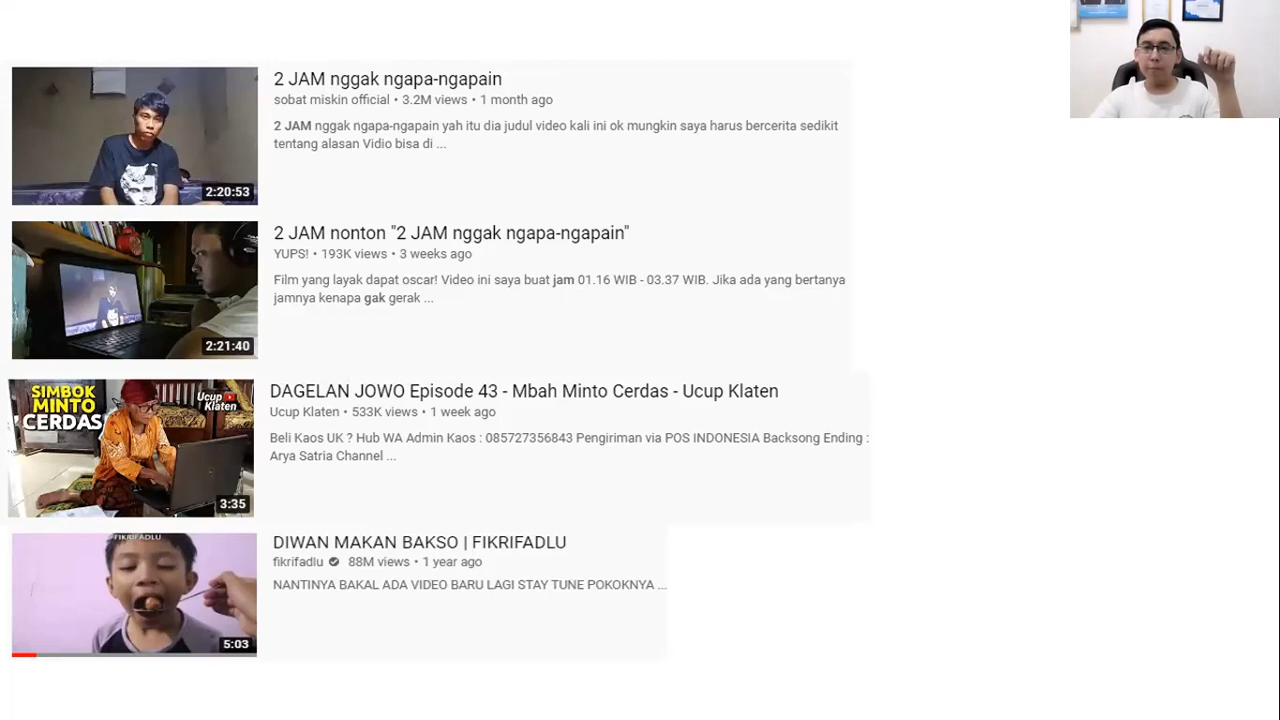 2 JAM nggak ngapa-ngapain
sobat miskin official • 3.2M views • 1 month ago
2 JAM nggak ngapa-ngapain yah itu dia judul video kali ini ok mungkin saya harus bercerita sedikit
tentang alasan Vidio bisa di ...
2:20:53
2 JAM nonton "2 JAM nggak ngapa-ngapain"
YUPS! • 193K views • 3 weeks ago
Film yang layak dapat oscar! Video ini saya buat jam 01.16 WIB - 03.37 WIB. Jika ada yang bertanya
jamnya kenapa gak gerak ...
2:21:40
SIMBOK
MINTO
CERDAS
Ucup
Klaten
3:35
DAGELAN JOWO Episode 43 - Mbah Minto Cerdas - Ucup Klaten
Ucup Klaten • 533K views • 1 week ago
Beli Kaos UK ? Hub WA Admin Kaos : 085727356843 Pengiriman via POS INDONESIA Backsong Ending :
Arya Satria Channel ...
FIKRIFADLU
5:03
DIWAN MAKAN BAKSO | FIKRIFADLU
fikrifadlu 88M views • 1 year ago
NANTINYA BAKAL ADA VIDEO BARU LAGI STAY TUNE POKOKNYA ...